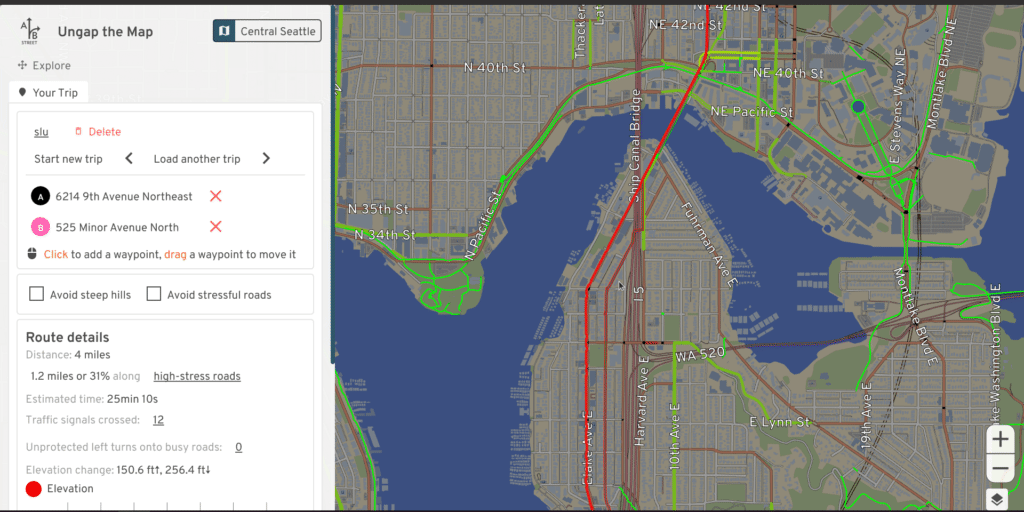 A
B
STREET
Ungap the Map
Central Seattle
Explore
Your Trip
slu
Delete
Start new trip
Load another trip
A
6214 9th Avenue Northeast
B
525 Minor Avenue North
Click to add a waypoint, drag a waypoint to move it
Avoid steep hills
Avoid stressful roads
Route details
Distance: 4 miles
1.2 miles or 31% along high-stress roads
Estimated time: 25min 10s
Traffic signals crossed: 12
Unprotected left turns onto busy roads: 0
Elevation change: 150.6 ft↑, 256.4 ft↓
Elevation
NE 42nd St
NE 42nd St
Thacker
Lat
N 40th St
NE 40th St
NE Pacific St
Ship Canal Bridge
E Stevens Way NE
Montlake Blvd NE
N 35th St
N 34th St
N Pacific St
Fuhrman Ave E
I 5
Montlake Blvd E
WA 520
Harvard Ave E
10th Ave E
E Lynn St
19th Ave E
ke Washington Blvd E
+
−